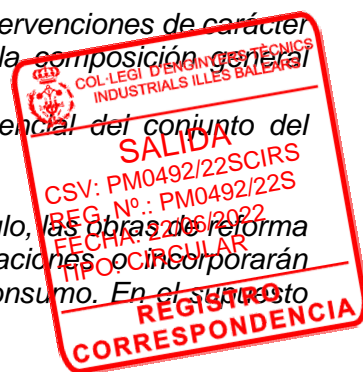 ervenciones de carácter
la composición general
encial del conjunto del
ulo, las obras de reforma
aciones o incorporarán
onsumo. En el supuesto
COL·LEGI D'ENGINYERS TÈCNICS
INDUSTRIALS ILLES BALEARS
SALIDA
CSV: PM0492/22SCIRS
REG. Nº.: PM0492/22S
FECHA: 22/06/2022
TIPO: CIRCULAR
REGISTRO
CORRESPONDENCIA